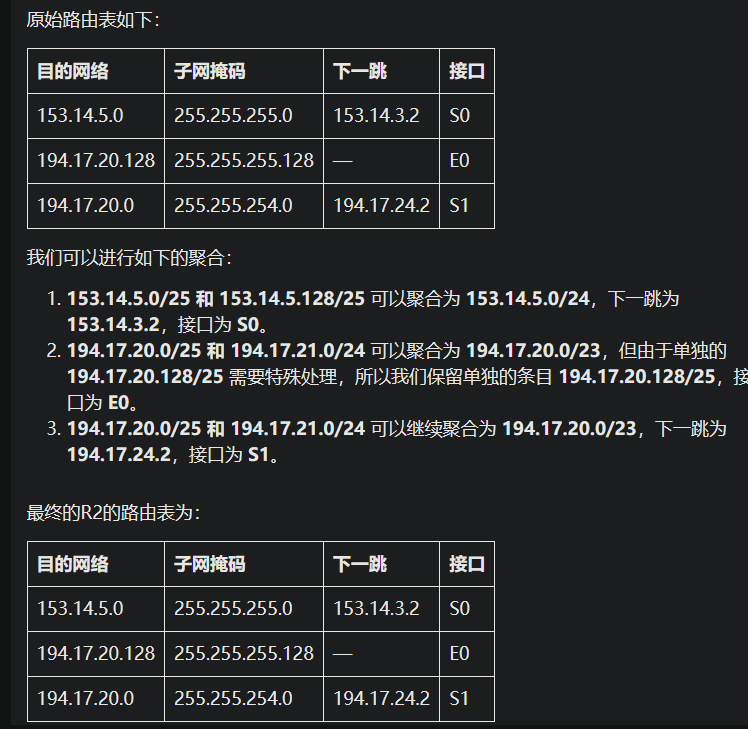 原始路由表如下：
目的网络 子网掩码 下一跳 接口
153.14.5.0 255.255.255.0 153.14.3.2 S0
194.17.20.128 255.255.255.128 — E0
194.17.20.0 255.255.254.0 194.17.24.2 S1
我们可以进行如下的聚合：
1. 153.14.5.0/25 和 153.14.5.128/25 可以聚合为 153.14.5.0/24，下一跳为
153.14.3.2，接口为 S0。
2. 194.17.20.0/25 和 194.17.21.0/24 可以聚合为 194.17.20.0/23，但由于单独的
194.17.20.128/25 需要特殊处理，所以我们保留单独的条目 194.17.20.128/25，接
口为 E0。
3. 194.17.20.0/25 和 194.17.21.0/24 可以继续聚合为 194.17.20.0/23，下一跳为
194.17.24.2，接口为 S1。
最终的R2的路由表为：
目的网络 子网掩码 下一跳 接口
153.14.5.0 255.255.255.0 153.14.3.2 S0
194.17.20.128 255.255.255.128 — E0
194.17.20.0 255.255.254.0 194.17.24.2 S1